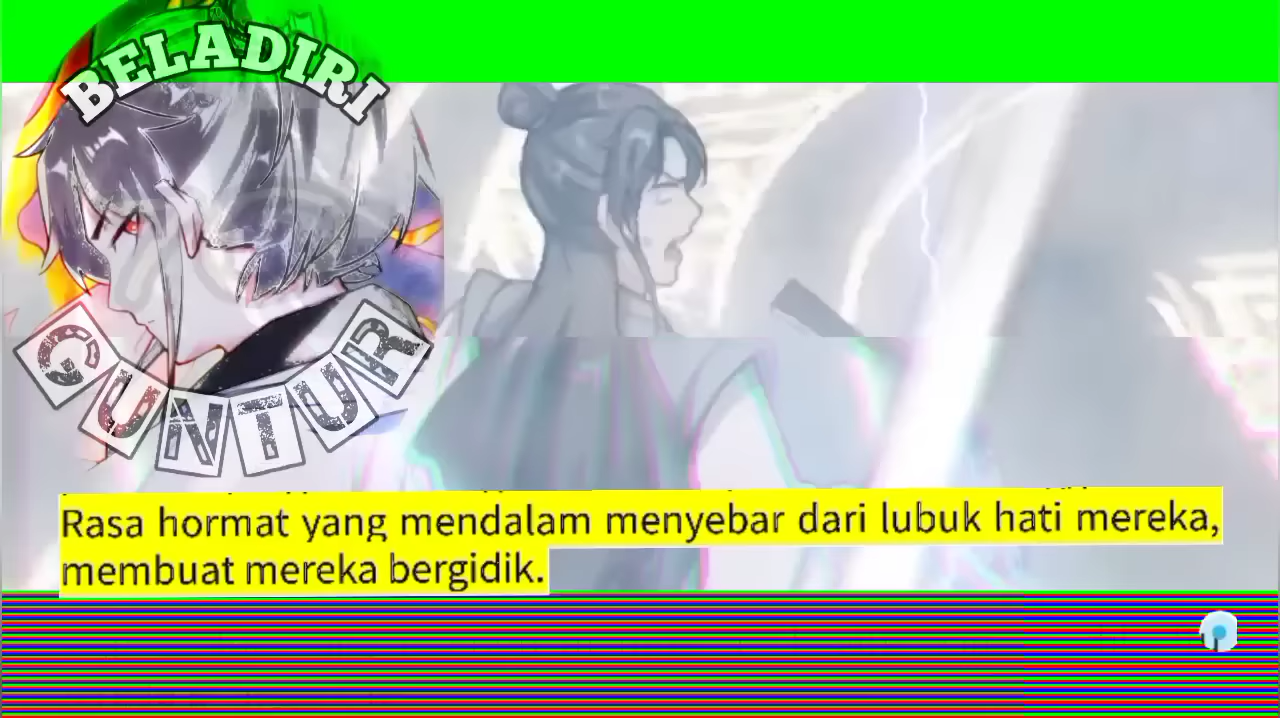 BELADIRI
GUNTUR
Rasa hormat yang mendalam menyebar dari lubuk hati mereka,
membuat mereka bergidik.